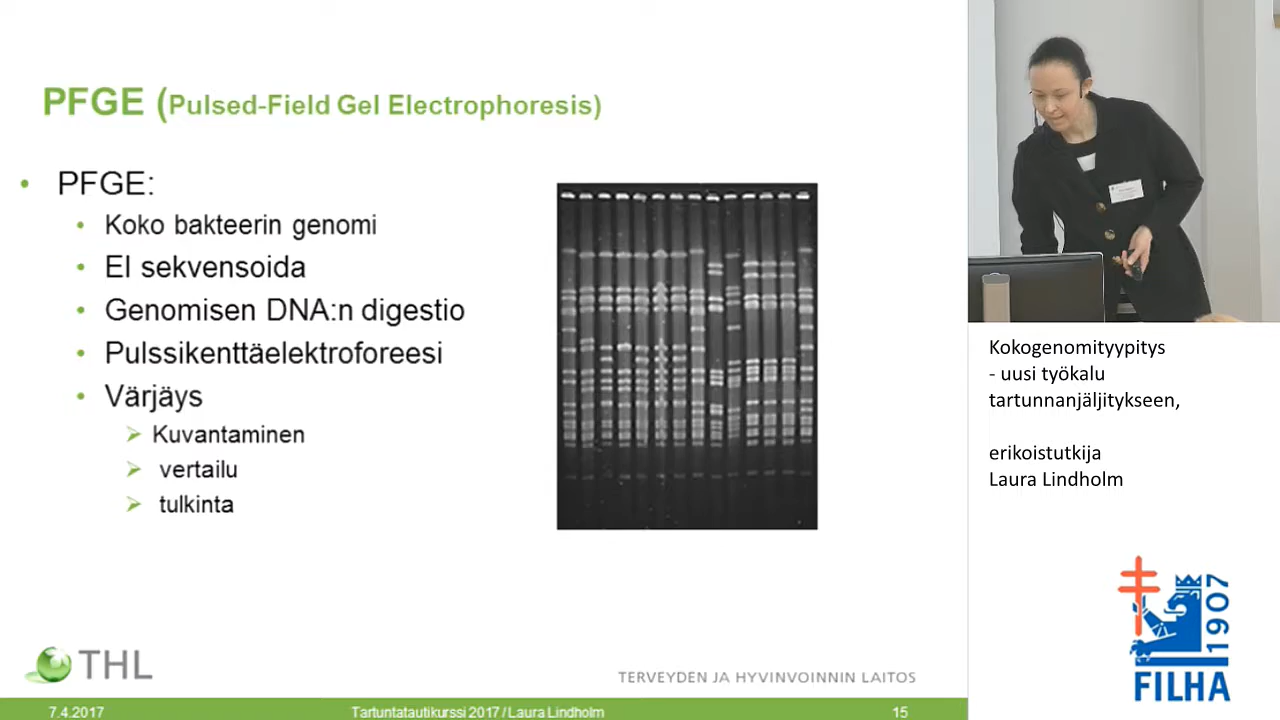 PFGE (Pulsed-Field Gel Electrophoresis)
PFGE:
Koko bakteerin genomi
EI sekvensoida
Genomisen DNA:n digestio
Pulssikenttäelektroforeesi
Värjäys
Kuvantaminen
vertailu
tulkinta
THL
TERVEYDEN JA HYVINVOINNIN LAITOS
7.4.2017
Tartuntatautikurssi 2017 / Laura Lindholm
15
Kokogenomityypitys
- uusi työkalu
tartunnanjäljitykseen,
erikoistutkija
Laura Lindholm
1907
FILHA